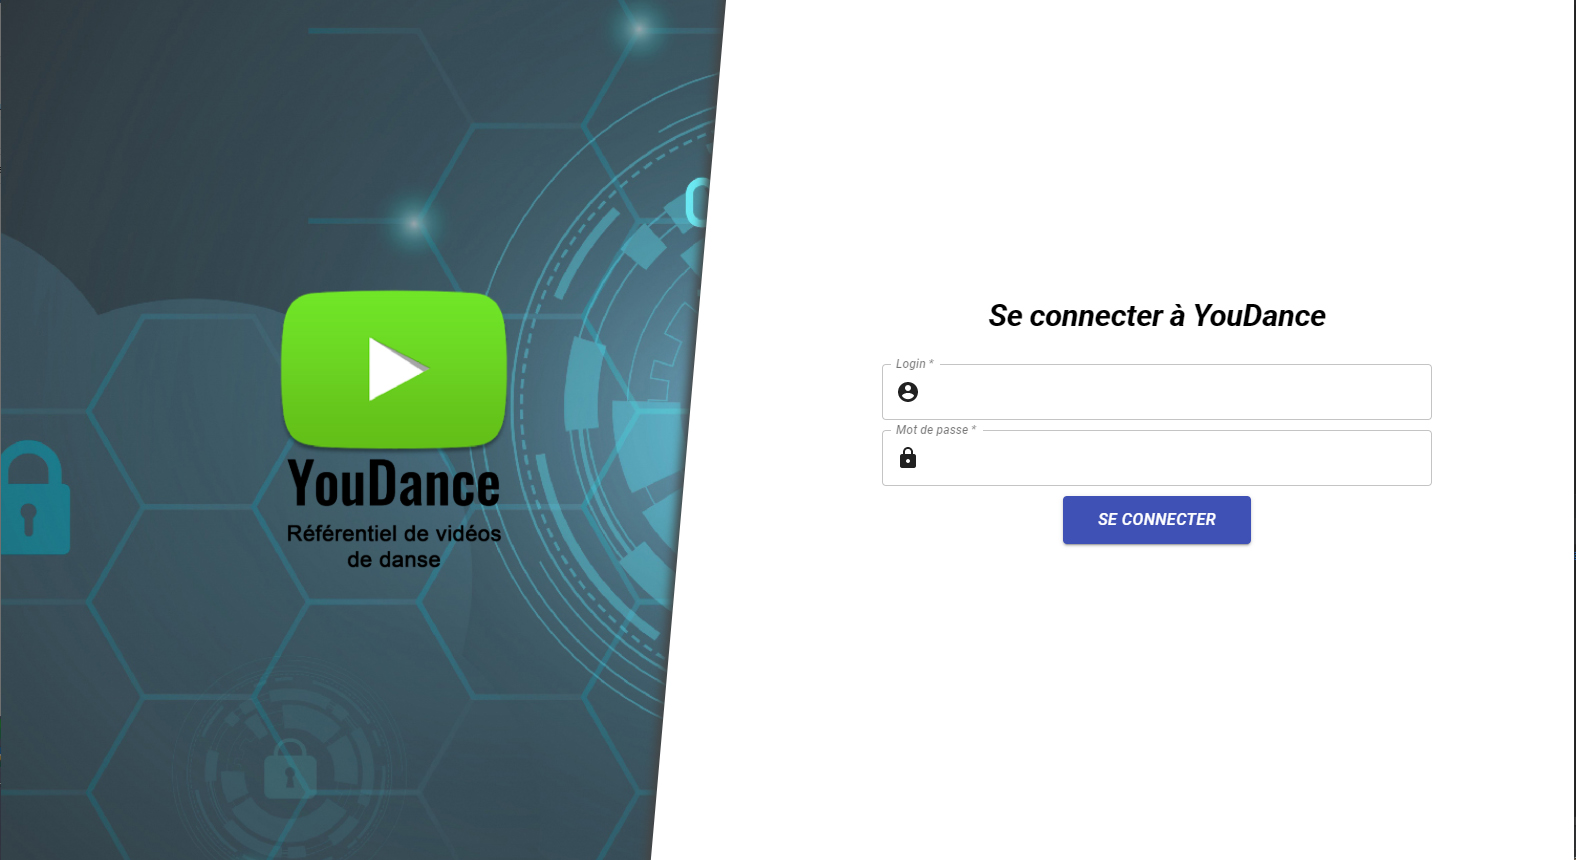 YouDance
Référentiel de vidéos
de danse
Se connecter à YouDance
Login *
Mot de passe *
SE CONNECTER